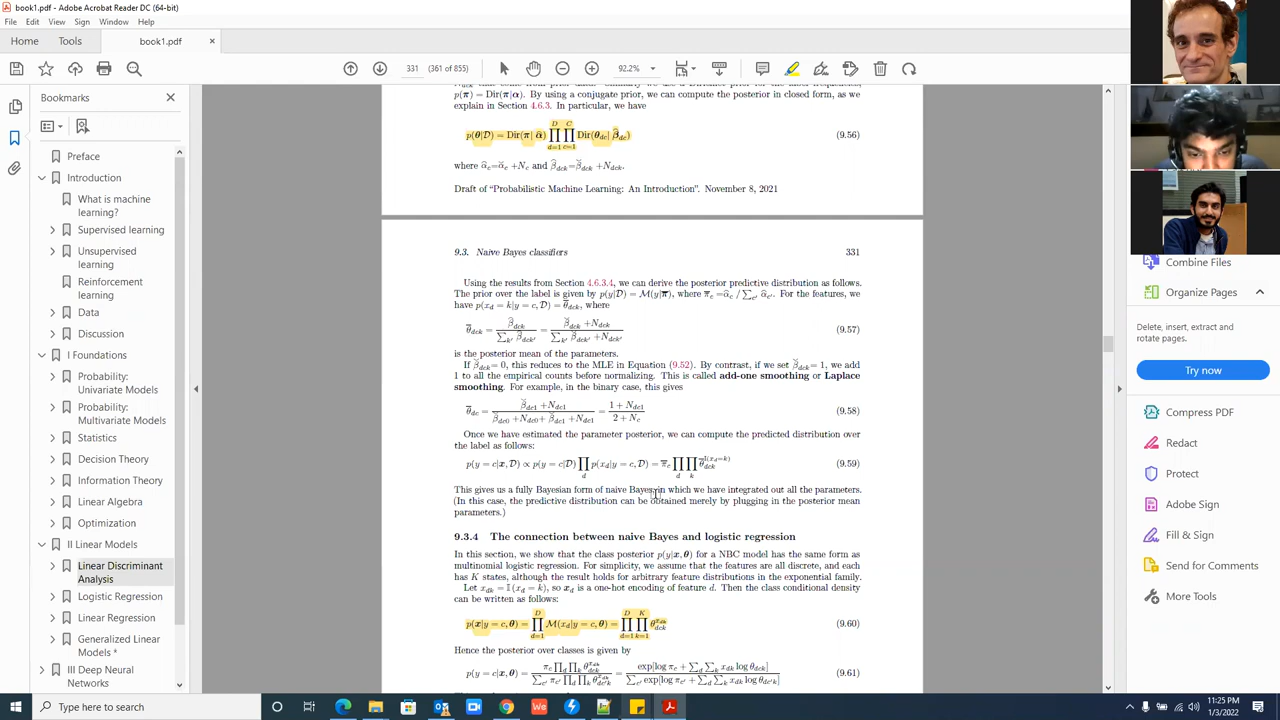 book1.pdf - Adobe Acrobat Reader DC (64-bit)
File Edit View Sign Window Help
Home Tools book1.pdf ×
331 (361 of 855) 92.2%
Bookmarks
Preface
Introduction
What is machine learning?
Supervised learning
Unsupervised learning
Reinforcement learning
Data
Discussion
I Foundations
Probability: Univariate Models
Probability: Multivariate Models
Statistics
Decision Theory
Information Theory
Linear Algebra
Optimization
II Linear Models
Linear Discriminant Analysis
Logistic Regression
Linear Regression
Generalized Linear Models *
III Deep Neural Networks
p(π) = Dir(π|α̌). By using a conjugate prior, we can compute the posterior in closed form, as we
explain in Section 4.6.3. In particular, we have
p(θ|D) = Dir(π|α̂) ∏_{d=1}^{D} ∏_{c=1}^{C} Dir(θ_dc|β̂_dc) (9.56)
where α̂_c = α̌_c + N_c and β̂_dck = β̌_dck + N_dck.
Draft of “Probabilistic Machine Learning: An Introduction”. November 8, 2021
9.3. Naive Bayes classifiers 331
Using the results from Section 4.6.3.4, we can derive the posterior predictive distribution as follows.
The prior over the label is given by p(y|D) = M(y|π̄), where π̄_c = α̂_c / ∑_c' α̂_c'. For the features, we
have p(x_d = k|y = c, D) = θ̄_dck, where
θ̄_dck = β̂_dck / ∑_k' β̂_dck' = (β̌_dck + N_dck) / (∑_k' β̌_dck' + N_dck') (9.57)
is the posterior mean of the parameters.
If β̌_dck = 0, this reduces to the MLE in Equation (9.52). By contrast, if we set β̌_dck = 1, we add
1 to all the empirical counts before normalizing. This is called add-one smoothing or Laplace
smoothing. For example, in the binary case, this gives
θ̄_dc = (β̌_dc1 + N_dc1) / (β̌_dc0 + N_dc0 + β̌_dc1 + N_dc1) = (1 + N_dc1) / (2 + N_c) (9.58)
Once we have estimated the parameter posterior, we can compute the predicted distribution over
the label as follows:
p(y = c|x, D) ∝ p(y = c|D) ∏_d p(x_d|y = c, D) = π̄_c ∏_d ∏_k θ̄_dck^{I(x_d=k)} (9.59)
This gives us a fully Bayesian form of naive Bayes, in which we have integrated out all the parameters.
(In this case, the predictive distribution can be obtained merely by plugging in the posterior mean
parameters.)
9.3.4 The connection between naive Bayes and logistic regression
In this section, we show that the class posterior p(y|x, θ) for a NBC model has the same form as
multinomial logistic regression. For simplicity, we assume that the features are all discrete, and each
has K states, although the result holds for arbitrary feature distributions in the exponential family.
Let x_dk = I(x_d = k), so x_d is a one-hot encoding of feature d. Then the class conditional density
can be written as follows:
p(x|y = c, θ) = ∏_{d=1}^{D} M(x_d|y = c, θ) = ∏_{d=1}^{D} ∏_{k=1}^{K} θ_dck^{x_dk} (9.60)
Hence the posterior over classes is given by
p(y = c|x, θ) = π_c ∏_d ∏_k θ_dck^{x_dk} / ∑_c' π_c' ∏_d ∏_k θ_dc'k^{x_dk} = exp[log π_c + ∑_d ∑_k x_dk log θ_dck] / ∑_c' exp[log π_c' + ∑_d ∑_k x_dk log θ_dc'k] (9.61)
Combine Files
Organize Pages
Delete, insert, extract and
rotate pages.
Try now
Compress PDF
Redact
Protect
Adobe Sign
Fill & Sign
Send for Comments
More Tools
Type here to search
We
11:25 PM
1/3/2022